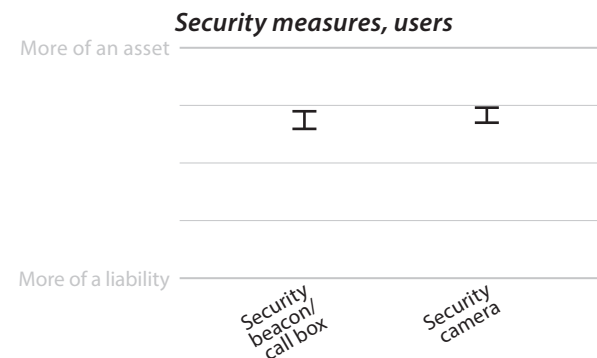 Security measures, users
More of an asset
More of a liability
Security
beacon/
call box
Security
camera